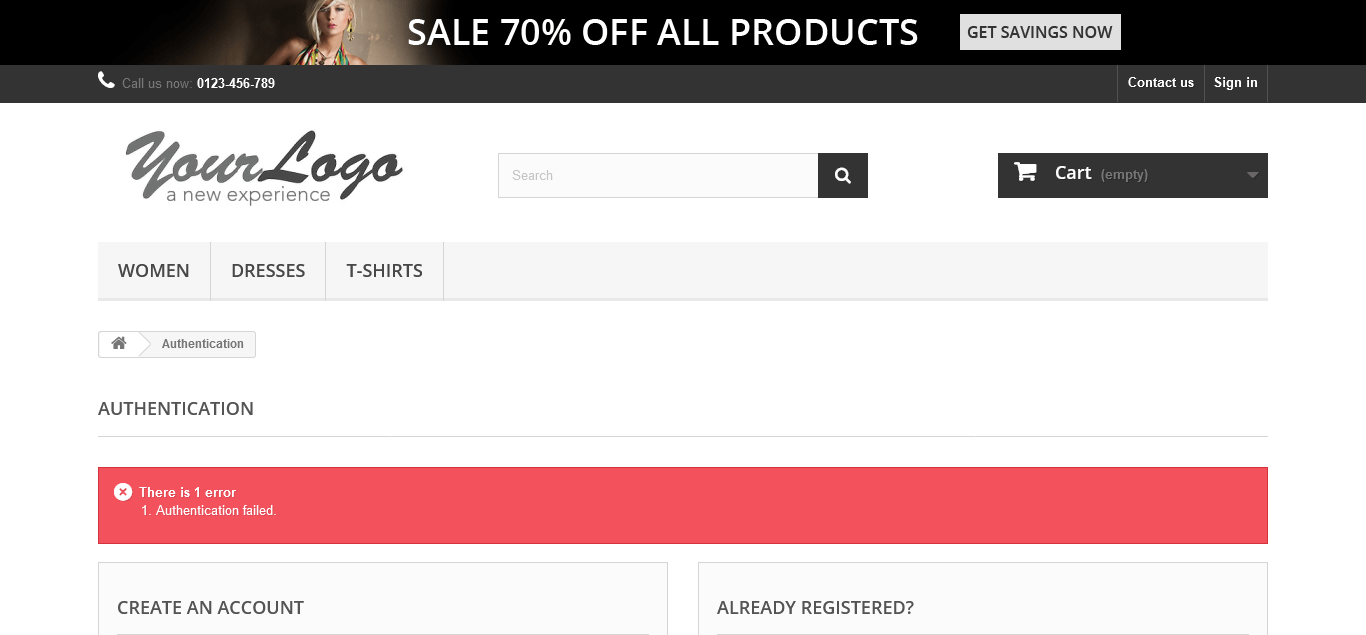 SALE 70% OFF ALL PRODUCTS
GET SAVINGS NOW
Call us now: 0123-456-789
Contact us
Sign in
Your Logo
a new experience
Search
Cart (empty)
WOMEN
DRESSES
T-SHIRTS
Authentication
AUTHENTICATION
There is 1 error
1. Authentication failed.
CREATE AN ACCOUNT
ALREADY REGISTERED?